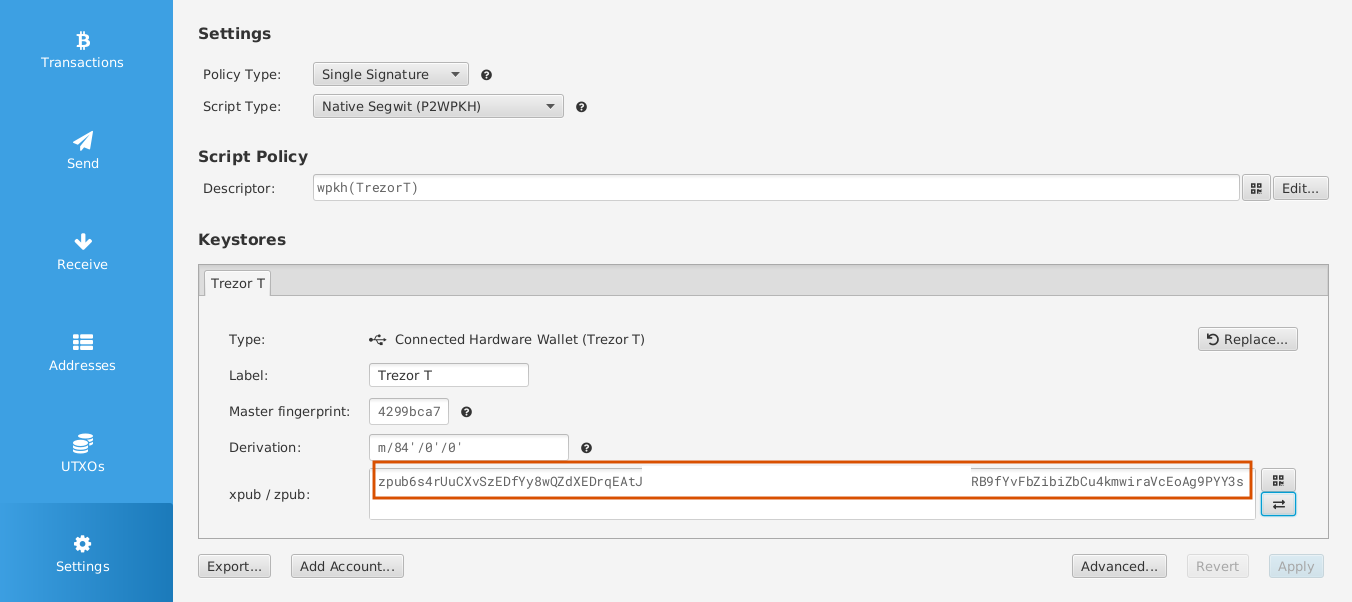 Transactions
Send
Receive
Addresses
UTXOs
Settings
Settings
Policy Type: Single Signature
Script Type: Native Segwit (P2WPKH)
Script Policy
Descriptor: wpkh(TrezorT) Edit...
Keystores
Trezor T
Type: Connected Hardware Wallet (Trezor T) Replace...
Label: Trezor T
Master fingerprint: 4299bca7
Derivation: m/84'/0'/0'
xpub / zpub: zpub6s4rUuCXvSzEDfYy8wQZdXEDrqEAtJ RB9fYvFbZibiZbCu4kmwiraVcEoAg9PYY3s
Export... Add Account... Advanced... Revert Apply